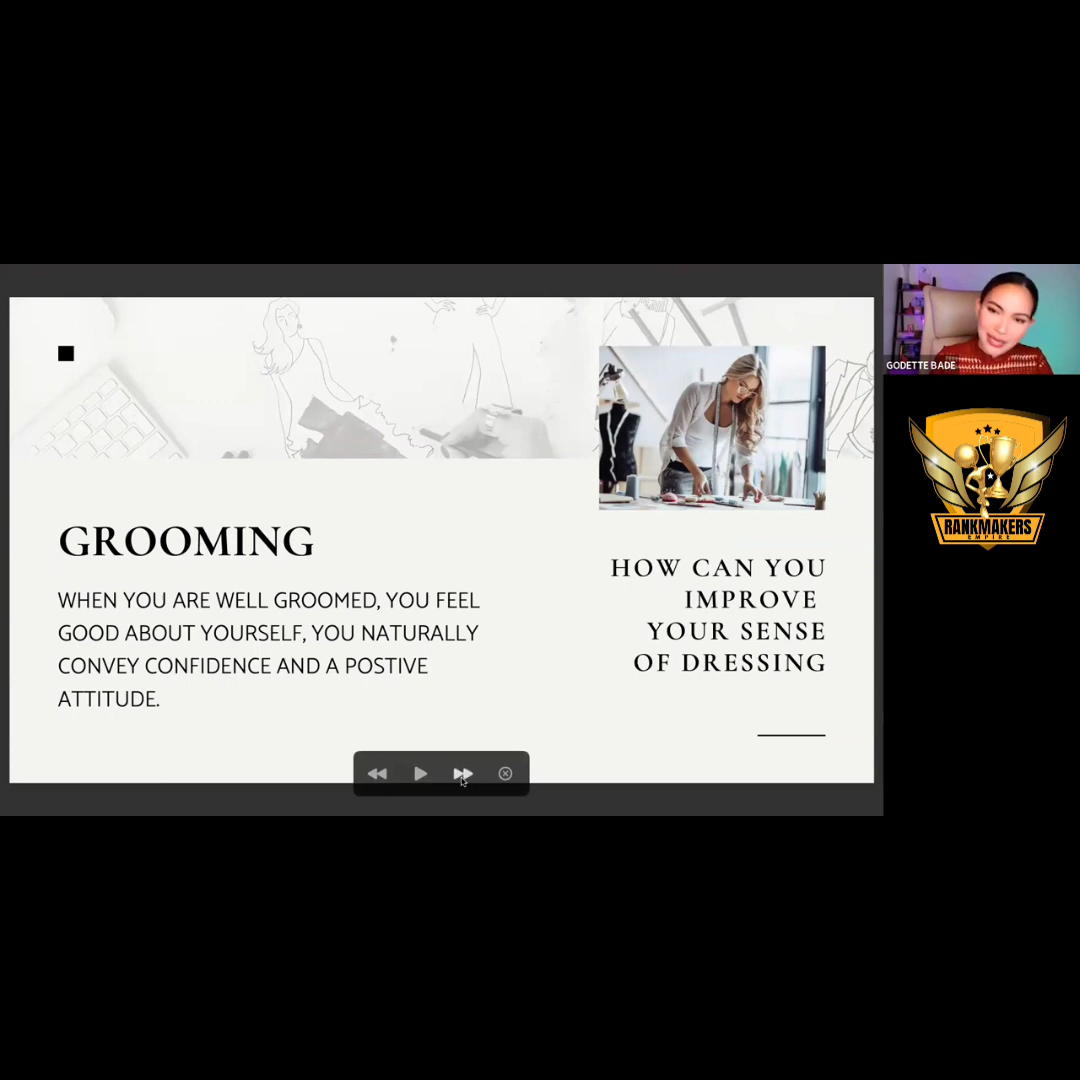 GROOMING
WHEN YOU ARE WELL GROOMED, YOU FEEL
GOOD ABOUT YOURSELF, YOU NATURALLY
CONVEY CONFIDENCE AND A POSTIVE
ATTITUDE.
HOW CAN YOU
IMPROVE
YOUR SENSE
OF DRESSING
GODETTE BADE
RANKMAKERS
EMPIRE